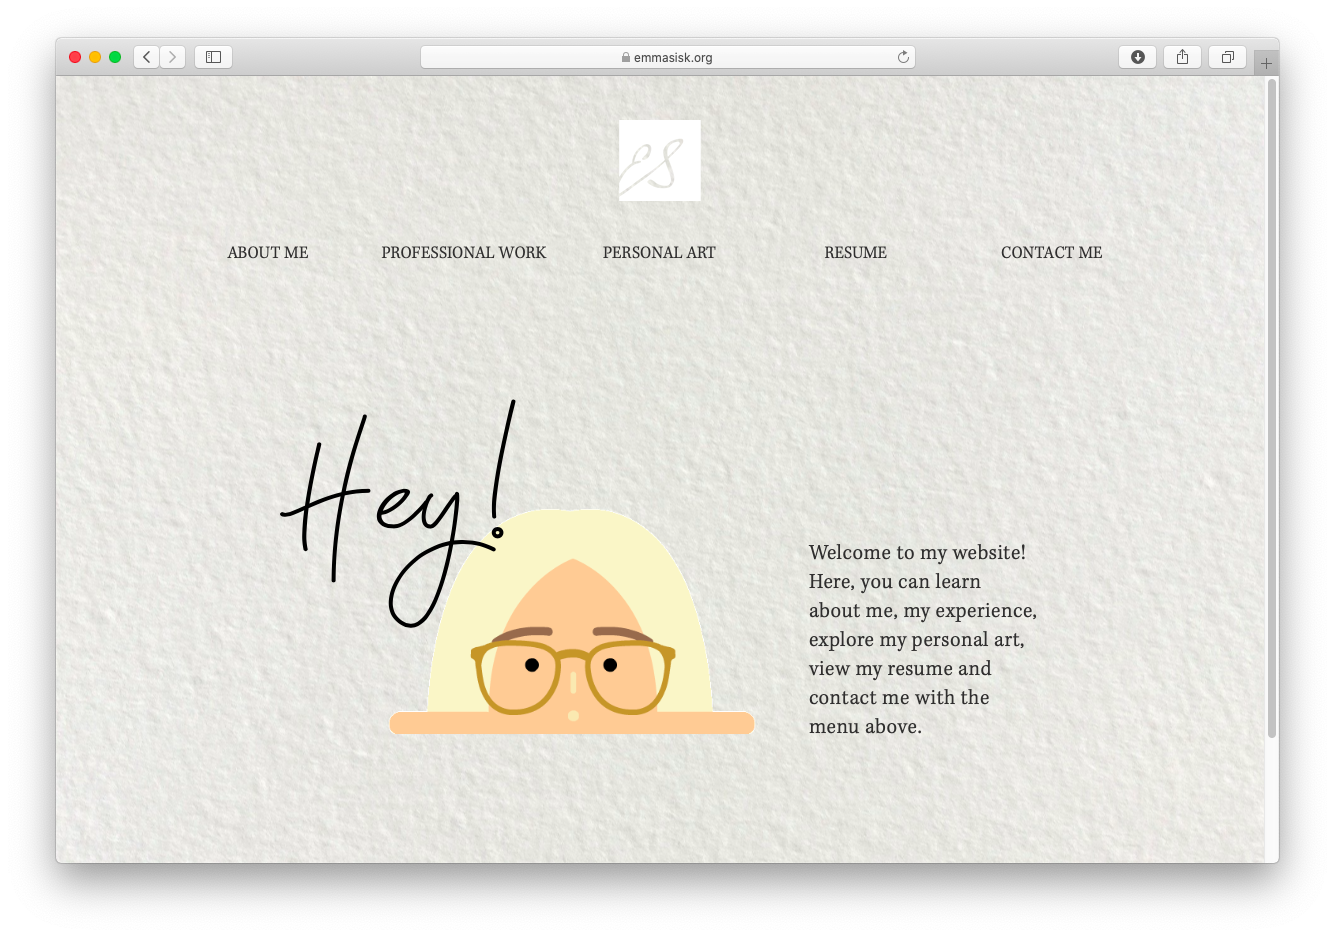 emmasisk.org
ES
ABOUT ME PROFESSIONAL WORK PERSONAL ART RESUME CONTACT ME
Hey!
Welcome to my website!
Here, you can learn
about me, my experience,
explore my personal art,
view my resume and
contact me with the
menu above.